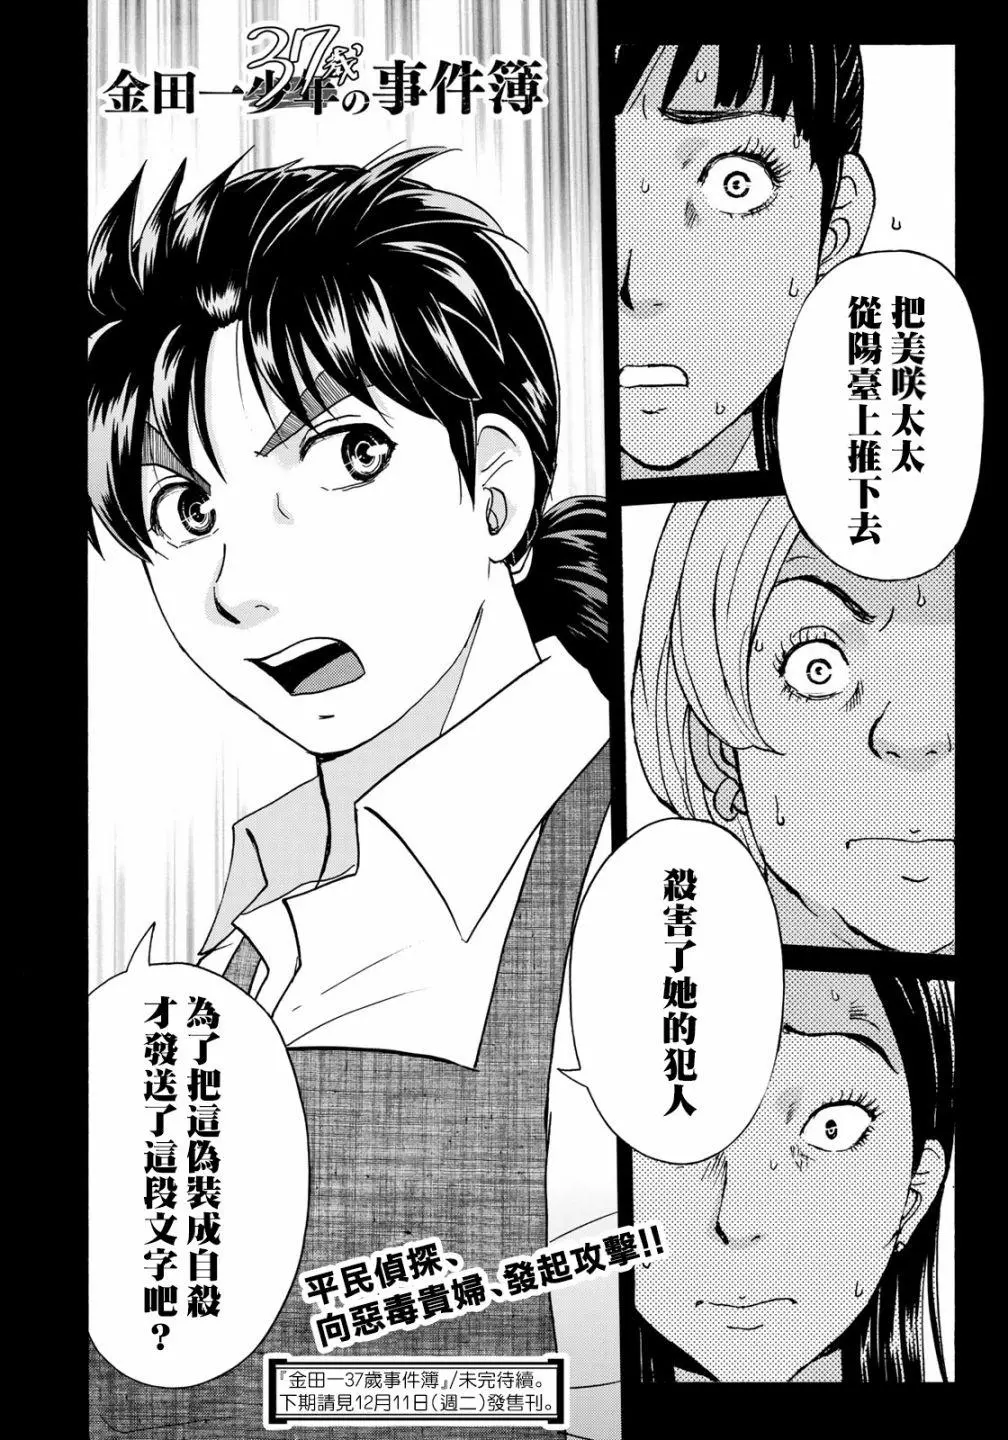 金田一少年の事件簿
37歲
把美咲太太
從陽臺上推下去
殺害了她的犯人
為了把這偽裝成自殺
才發送了這段文字吧？
平民偵探、
向惡毒貴婦、發起攻擊!!
『金田一37歲事件簿』/未完待續。
下期請見12月11日(週二)發售刊。